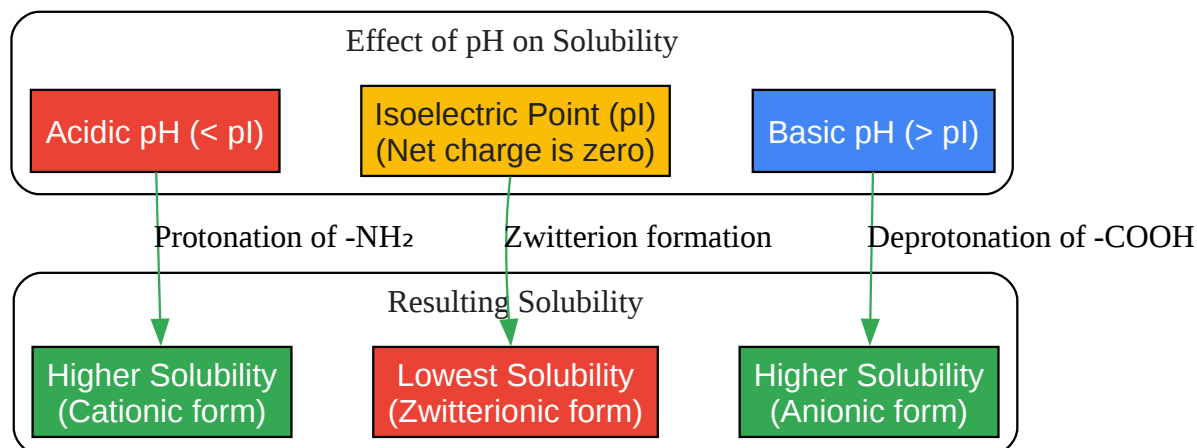 Effect of pH on Solubility
Acidic pH (< pI)
Isoelectric Point (pI)
(Net charge is zero)
Basic pH (> pI)
Protonation of -NH₂
Zwitterion formation
Deprotonation of -COOH
Resulting Solubility
Higher Solubility
(Cationic form)
Lowest Solubility
(Zwitterionic form)
Higher Solubility
(Anionic form)